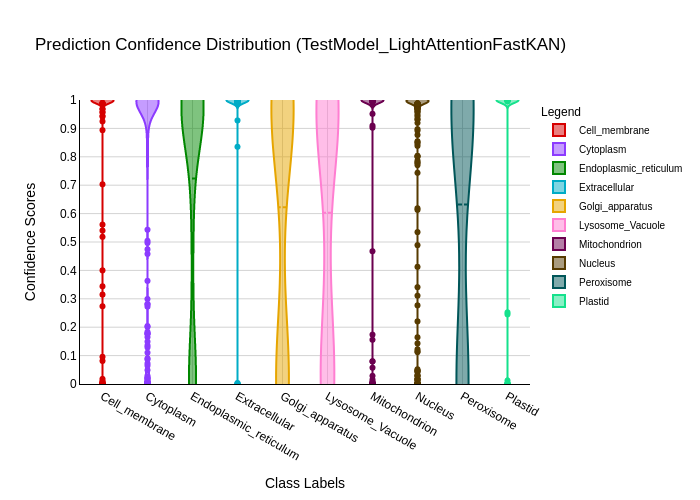 Prediction Confidence Distribution (TestModel_LightAttentionFastKAN)
Confidence Scores
1
0.9
0.8
0.7
0.6
0.5
0.4
0.3
0.2
0.1
0
Cell_membrane
Cytoplasm
Endoplasmic_reticulum
Extracellular
Golgi_apparatus
Lysosome_Vacuole
Mitochondrion
Nucleus
Peroxisome
Plastid
Class Labels
Legend
Cell_membrane
Cytoplasm
Endoplasmic_reticulum
Extracellular
Golgi_apparatus
Lysosome_Vacuole
Mitochondrion
Nucleus
Peroxisome
Plastid